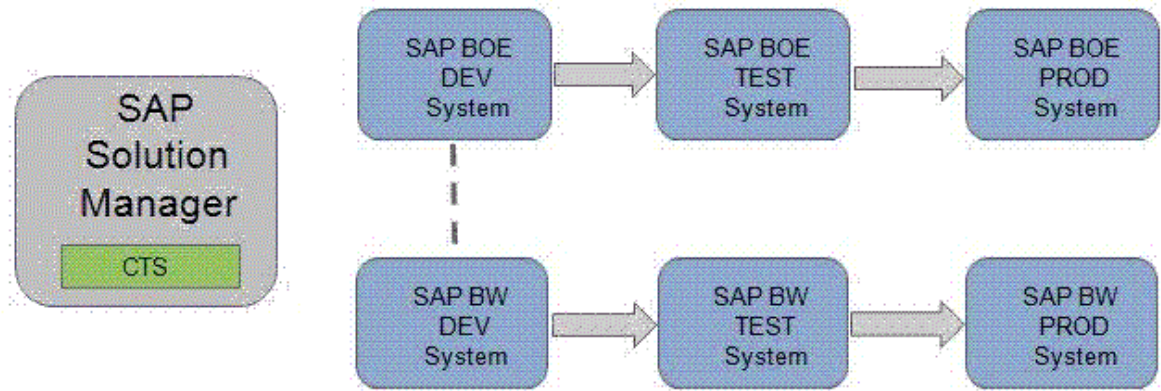 SAP
Solution
Manager
CTS
SAP BOE
DEV
System
SAP BOE
TEST
System
SAP BOE
PROD
System
SAP BW
DEV
System
SAP BW
TEST
System
SAP BW
PROD
System